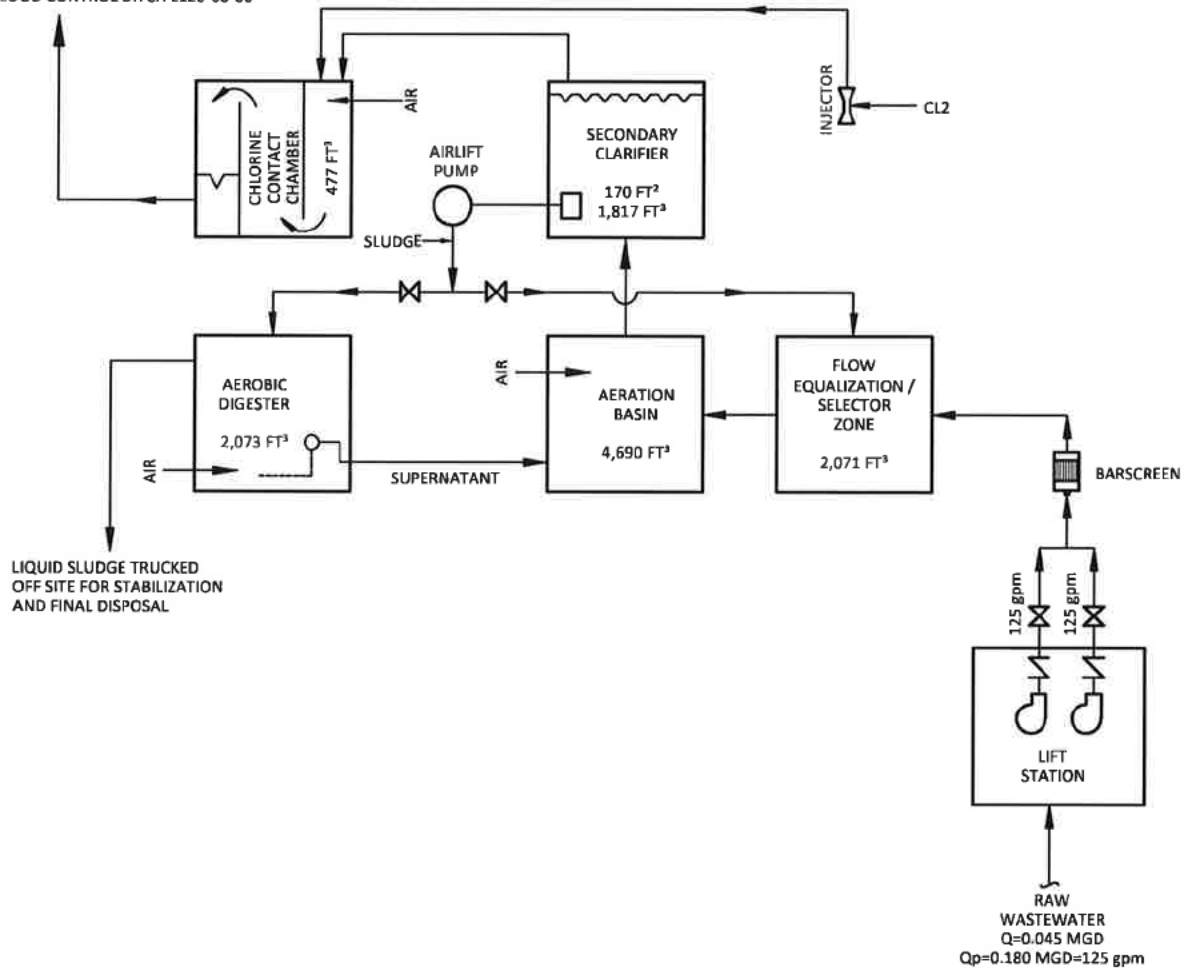 AIR
CHLORINE
CONTACT
CHAMBER
477 FT³
AIRLIFT
PUMP
SLUDGE
SECONDARY
CLARIFIER
170 FT²
1,817 FT³
INJECTOR
CL2
AEROBIC
DIGESTER
2,073 FT³
AIR
SUPERNATANT
AIR
AERATION
BASIN
4,690 FT³
FLOW
EQUALIZATION /
SELECTOR
ZONE
2,071 FT³
BARSCREEN
LIQUID SLUDGE TRUCKED
OFF SITE FOR STABILIZATION
AND FINAL DISPOSAL
125 gpm
125 gpm
LIFT
STATION
RAW
WASTEWATER
Q=0.045 MGD
Qp=0.180 MGD=125 gpm